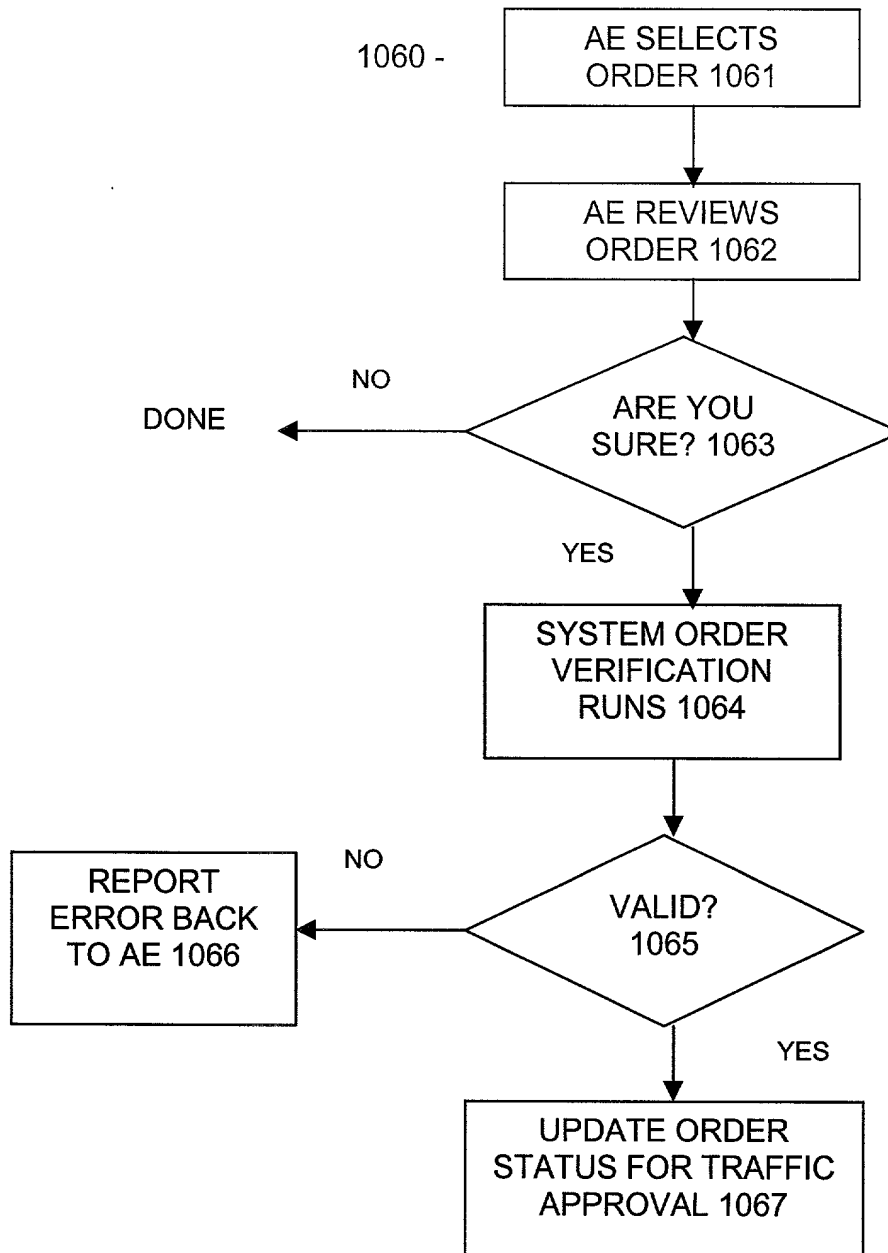 1060 -
AE SELECTS
ORDER 1061
AE REVIEWS
ORDER 1062
NO
DONE
ARE YOU
SURE? 1063
YES
SYSTEM ORDER
VERIFICATION
RUNS 1064
NO
REPORT
ERROR BACK
TO AE 1066
VALID?
1065
YES
UPDATE ORDER
STATUS FOR TRAFFIC
APPROVAL 1067